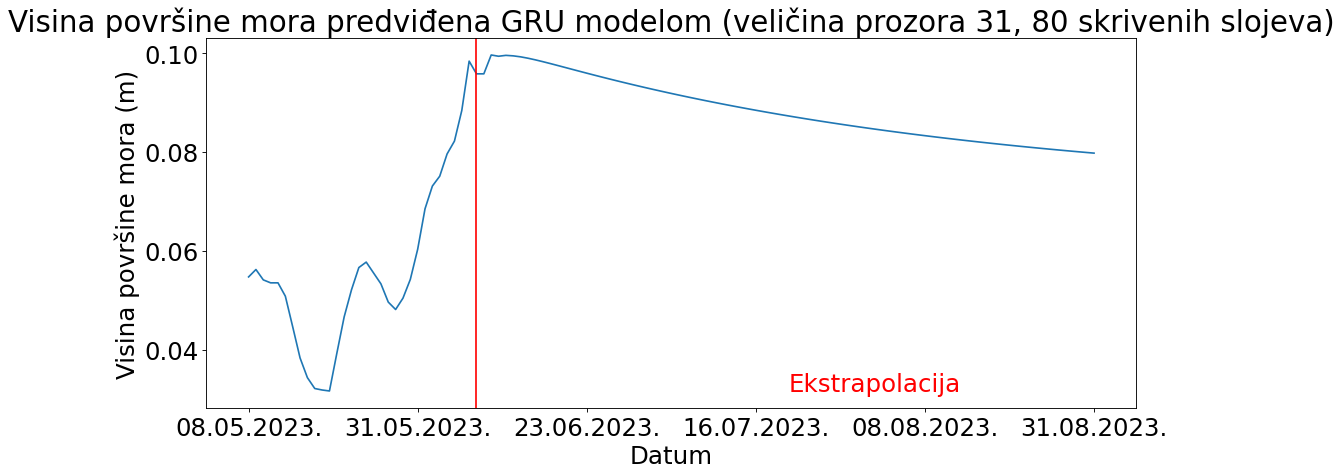 Visina površine mora predviđena GRU modelom (veličina prozora 31, 80 skrivenih slojeva)
Visina površine mora (m)
0.10
0.08
0.06
0.04
Ekstrapolacija
08.05.2023. 31.05.2023. 23.06.2023. 16.07.2023. 08.08.2023. 31.08.2023.
Datum